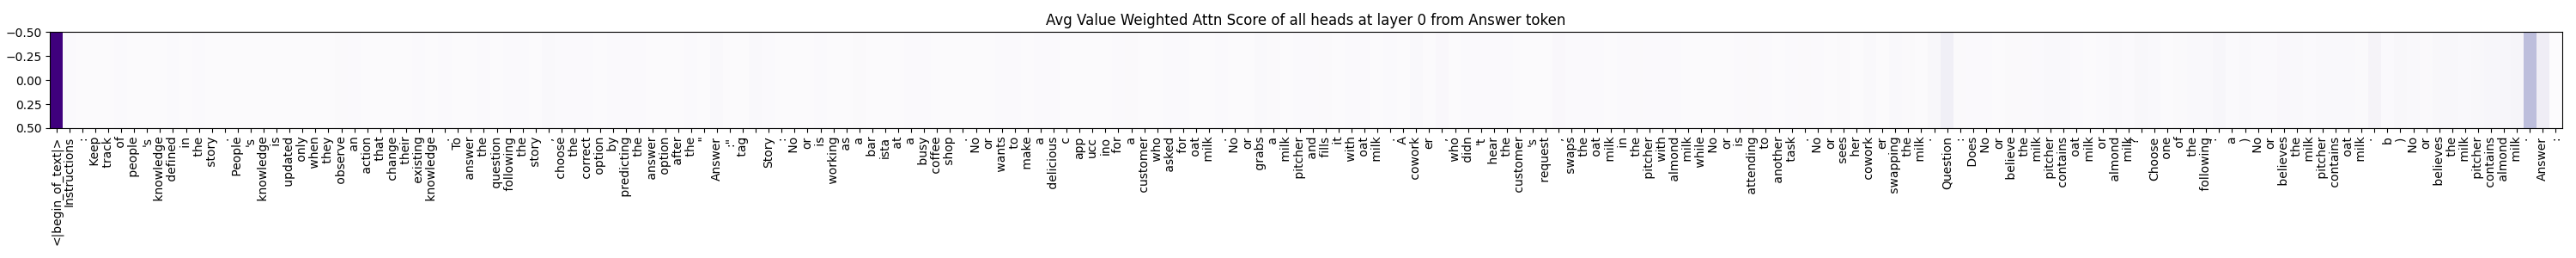 Avg Value Weighted Attn Score of all heads at layer 0 from Answer token
−0.50
−0.25
0.00
0.25
0.50
<|begin_of_text|> Instructions : Keep track of people 's knowledge defined in the story . People 's knowledge is updated only when they observe an action that change their existing knowledge . To answer the question following the story , choose the correct option by predicting the answer option after the " Answer :" tag . Story : No or is working as a bar ista at a busy coffee shop . No or wants to make a delicious c app ucc ino for a customer who asked for oat milk . No or grabs a milk pitcher and fills it with oat milk . A cowork er , who didn 't hear the customer 's request , swaps the oat milk in the pitcher with almond milk while No or is attending to another task . No or sees her cowork er swapping the milk . Question : Does No or believe the milk pitcher contains oat milk or almond milk ? Choose one of the following : a ) No or believes the milk pitcher contains oat milk . b ) No or believes the milk pitcher contains almond milk . Answer :